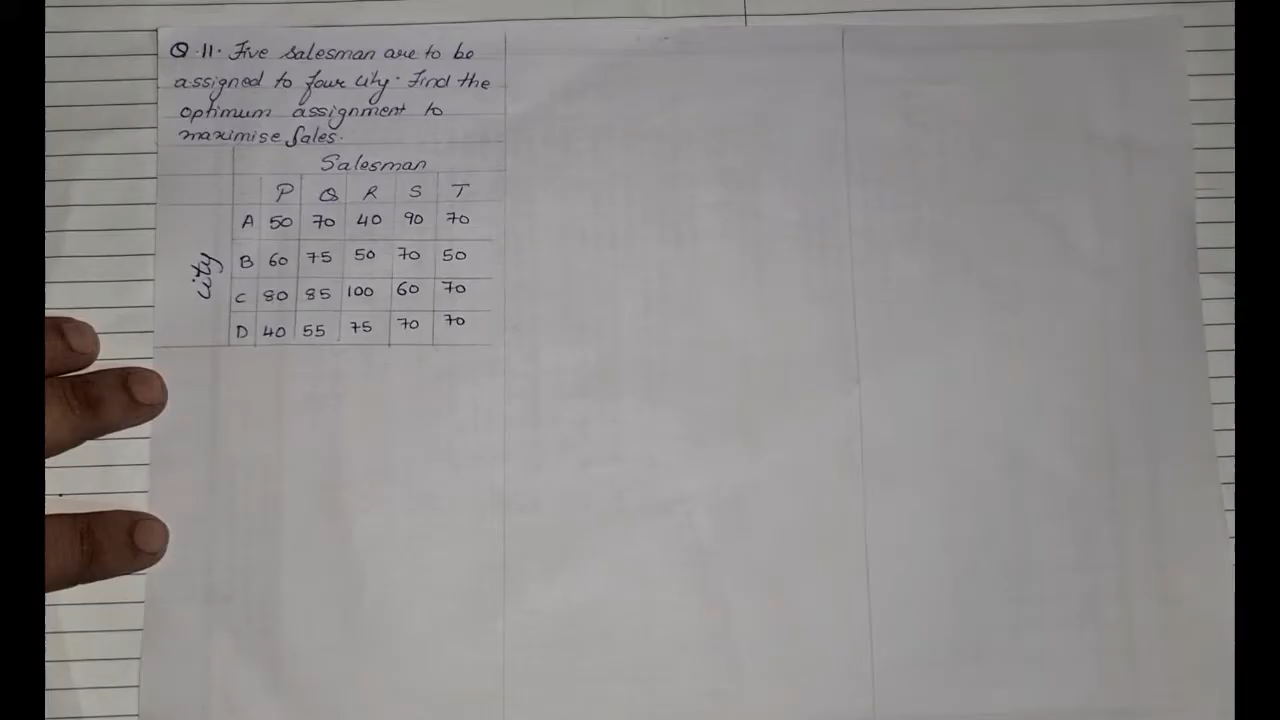 Q.11. Five Salesman are to be
assigned to four city. Find the
optimum assignment to
maximise Sales.
Salesman
P Q R S T
A 50 70 40 90 70
B 60 75 50 70 50
C 80 85 100 60 70
D 40 55 75 70 70
City